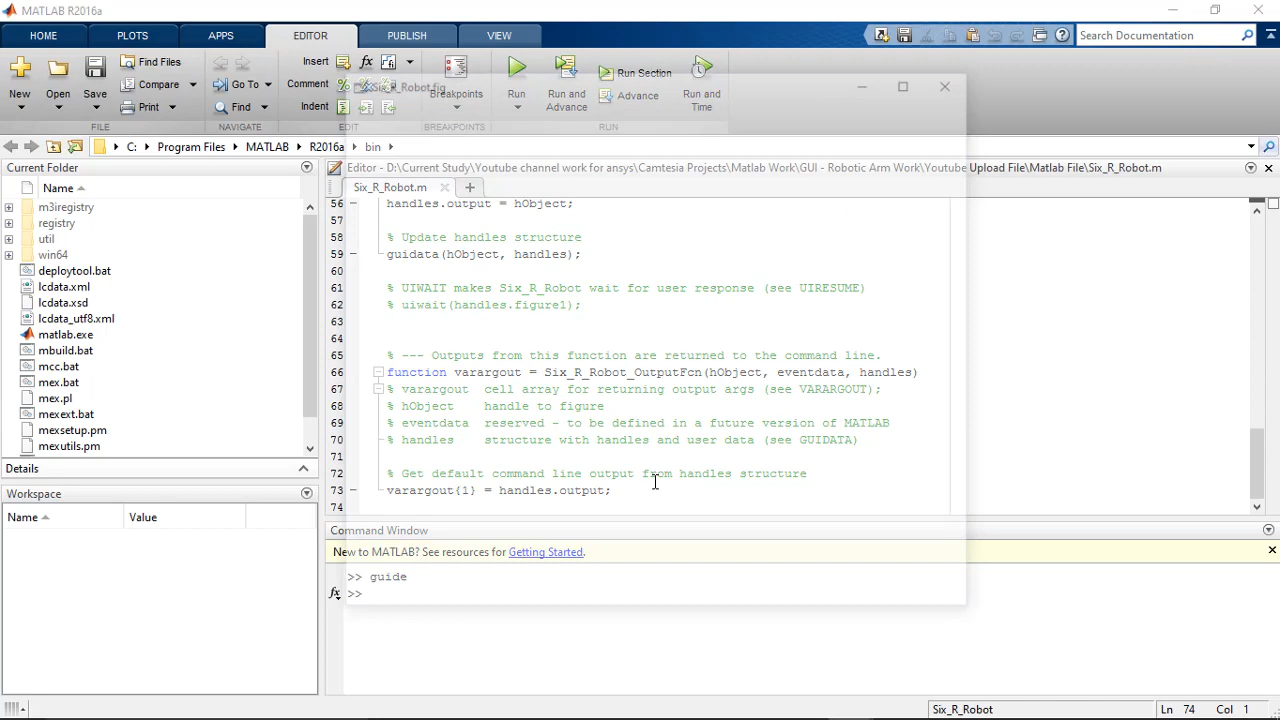 MATLAB R2016a
HOME PLOTS APPS EDITOR PUBLISH VIEW
Search Documentation
New Open Save
Find Files
Compare
Print
Go To
Find
Insert
Comment
Indent
Breakpoints
Run
Run and Advance
Run Section
Advance
Run and Time
FILE NAVIGATE EDIT BREAKPOINTS RUN
Six_R_Robot.fig
C: Program Files MATLAB R2016a bin
Current Folder
Name
m3iregistry
registry
util
win64
deploytool.bat
lcdata.xml
lcdata.xsd
lcdata_utf8.xml
matlab.exe
mbuild.bat
mcc.bat
mex.bat
mex.pl
mexext.bat
mexsetup.pm
mexutils.pm
Details
Workspace
Name Value
Editor - D:\Current Study\Youtube channel work for ansys\Camtesia Projects\Matlab Work\GUI - Robotic Arm Work\Youtube Upload File\Matlab File\Six_R_Robot.m
Six_R_Robot.m
56 handles.output = hObject;
57
58 % Update handles structure
59 guidata(hObject, handles);
60
61 % UIWAIT makes Six_R_Robot wait for user response (see UIRESUME)
62 % uiwait(handles.figure1);
63
64
65 % --- Outputs from this function are returned to the command line.
66 function varargout = Six_R_Robot_OutputFcn(hObject, eventdata, handles)
67 % varargout cell array for returning output args (see VARARGOUT);
68 % hObject handle to figure
69 % eventdata reserved - to be defined in a future version of MATLAB
70 % handles structure with handles and user data (see GUIDATA)
71
72 % Get default command line output from handles structure
73 varargout{1} = handles.output;
74
Command Window
New to MATLAB? See resources for Getting Started.
>> guide
fx >>
Six_R_Robot Ln 74 Col 1